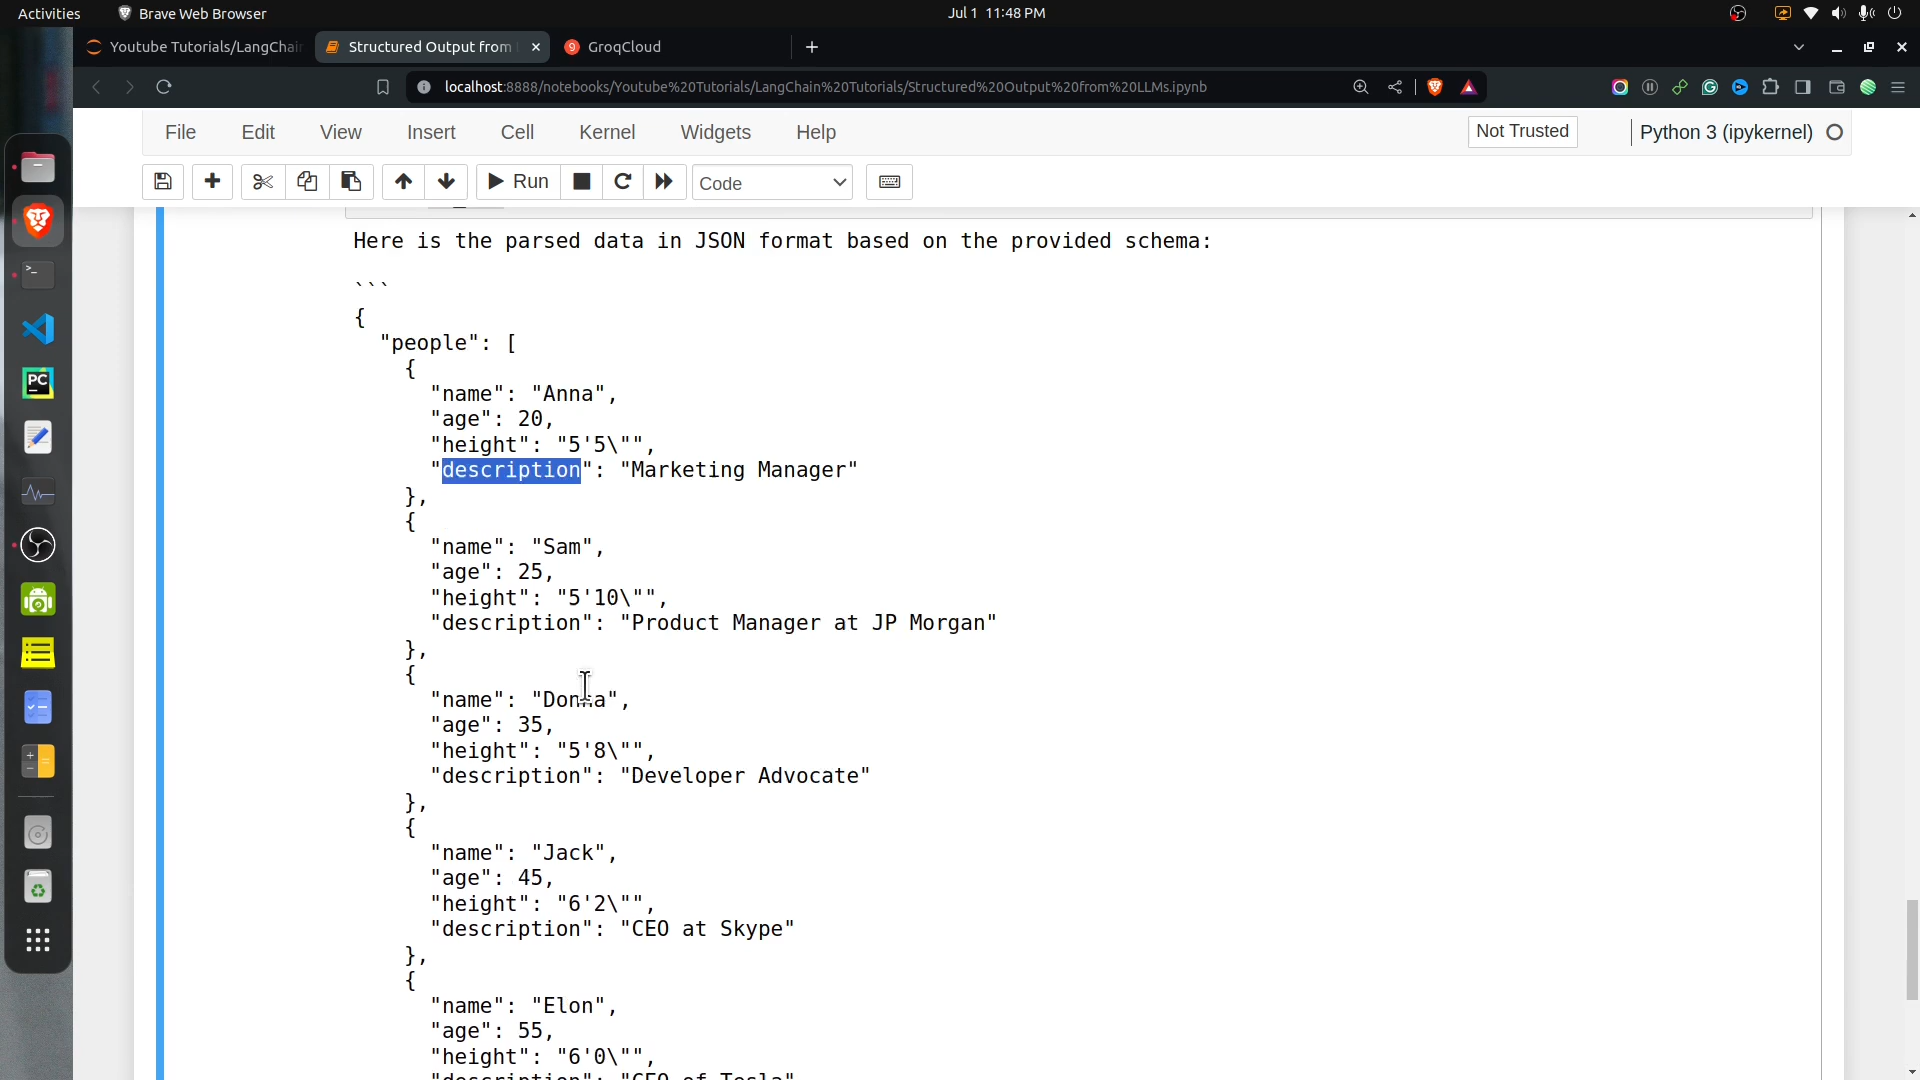 Activities
Brave Web Browser
Jul 1 11:48 PM
Youtube Tutorials/LangChai
Structured Output from
GroqCloud
localhost:8888/notebooks/Youtube%20Tutorials/LangChain%20Tutorials/Structured%20Output%20from%20LLMs.ipynb
File Edit View Insert Cell Kernel Widgets Help
Not Trusted
Python 3 (ipykernel)
Run
Code
Here is the parsed data in JSON format based on the provided schema:
```
{
"people": [
{
"name": "Anna",
"age": 20,
"height": "5'5\"",
"description": "Marketing Manager"
},
{
"name": "Sam",
"age": 25,
"height": "5'10\"",
"description": "Product Manager at JP Morgan"
},
{
"name": "Donna",
"age": 35,
"height": "5'8\"",
"description": "Developer Advocate"
},
{
"name": "Jack",
"age": 45,
"height": "6'2\"",
"description": "CEO at Skype"
},
{
"name": "Elon",
"age": 55,
"height": "6'0\"",
"description": "CEO of Tesla"
PC